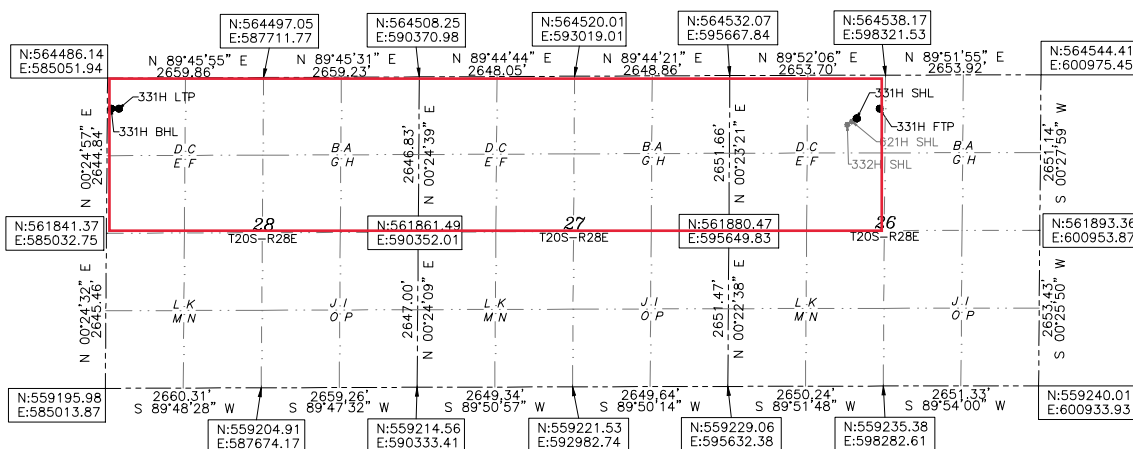 N:564497.05
E:587711.77
N:564508.25
E:590370.98
N:564520.01
E:593019.01
N:564532.07
E:595667.84
N:564538.17
E:598321.53
N:564486.14
E:585051.94
N 89°45'55" E
2659.86'
N 89°45'31" E
2659.23'
N 89°44'44" E
2648.05'
N 89°44'21" E
2648.86'
N 89°52'06" E
2653.70'
N 89°51'55" E
2653.92'
N:564544.41
E:600975.45
331H LTP
331H BHL
331H SHL
331H FTP
621H SHL
332H SHL
N 00°24'57" E
2644.84'
2646.83'
N 00°24'39" E
2651.66'
N 00°23'21" E
2651.14'
S 00°27'59" W
D C
E F
B A
G H
D C
E F
B A
G H
D C
E F
B A
G H
N:561841.37
E:585032.75
28
T20S-R28E
N:561861.49
E:590352.01
27
T20S-R28E
N:561880.47
E:595649.83
26
T20S-R28E
N:561893.36
E:600953.87
N 00°24'32" E
2645.46'
2647.00'
N 00°24'09" E
2651.47'
N 00°22'38" E
2653.43'
S 00°25'50" W
L K
M N
J I
O P
L K
M N
J I
O P
L K
M N
J I
O P
N:559195.98
E:585013.87
2660.31'
S 89°48'28" W
2659.26'
S 89°47'32" W
2649.34'
S 89°50'57" W
2649.64'
S 89°50'14" W
2650.24'
S 89°51'48" W
2651.33'
S 89°54'00" W
N:559240.01
E:600933.93
N:559204.91
E:587674.17
N:559214.56
E:590333.41
N:559221.53
E:592982.74
N:559229.06
E:595632.38
N:559235.38
E:598282.61